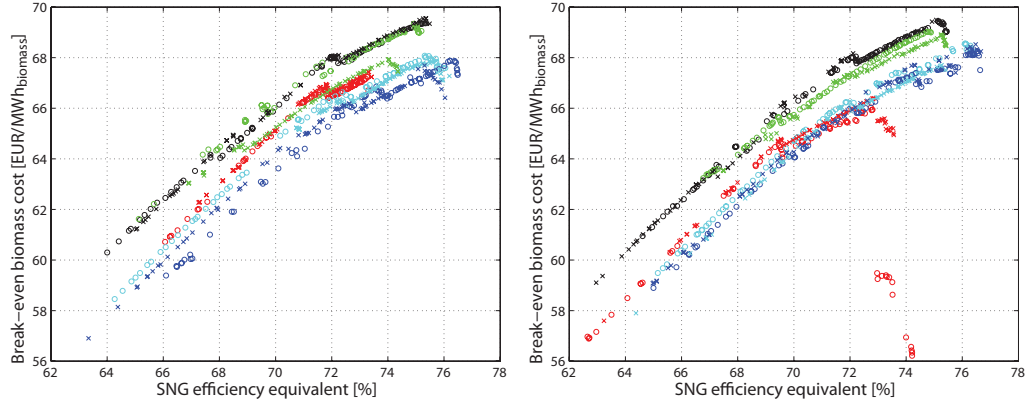 Break−even biomass cost [EUR/MWhbiomass]
70
68
66
64
62
60
58
56
62 64 66 68 70 72 74 76 78
SNG efficiency equivalent [%]
Break−even biomass cost [EUR/MWhbiomass]
70
68
66
64
62
60
58
56
62 64 66 68 70 72 74 76 78
SNG efficiency equivalent [%]